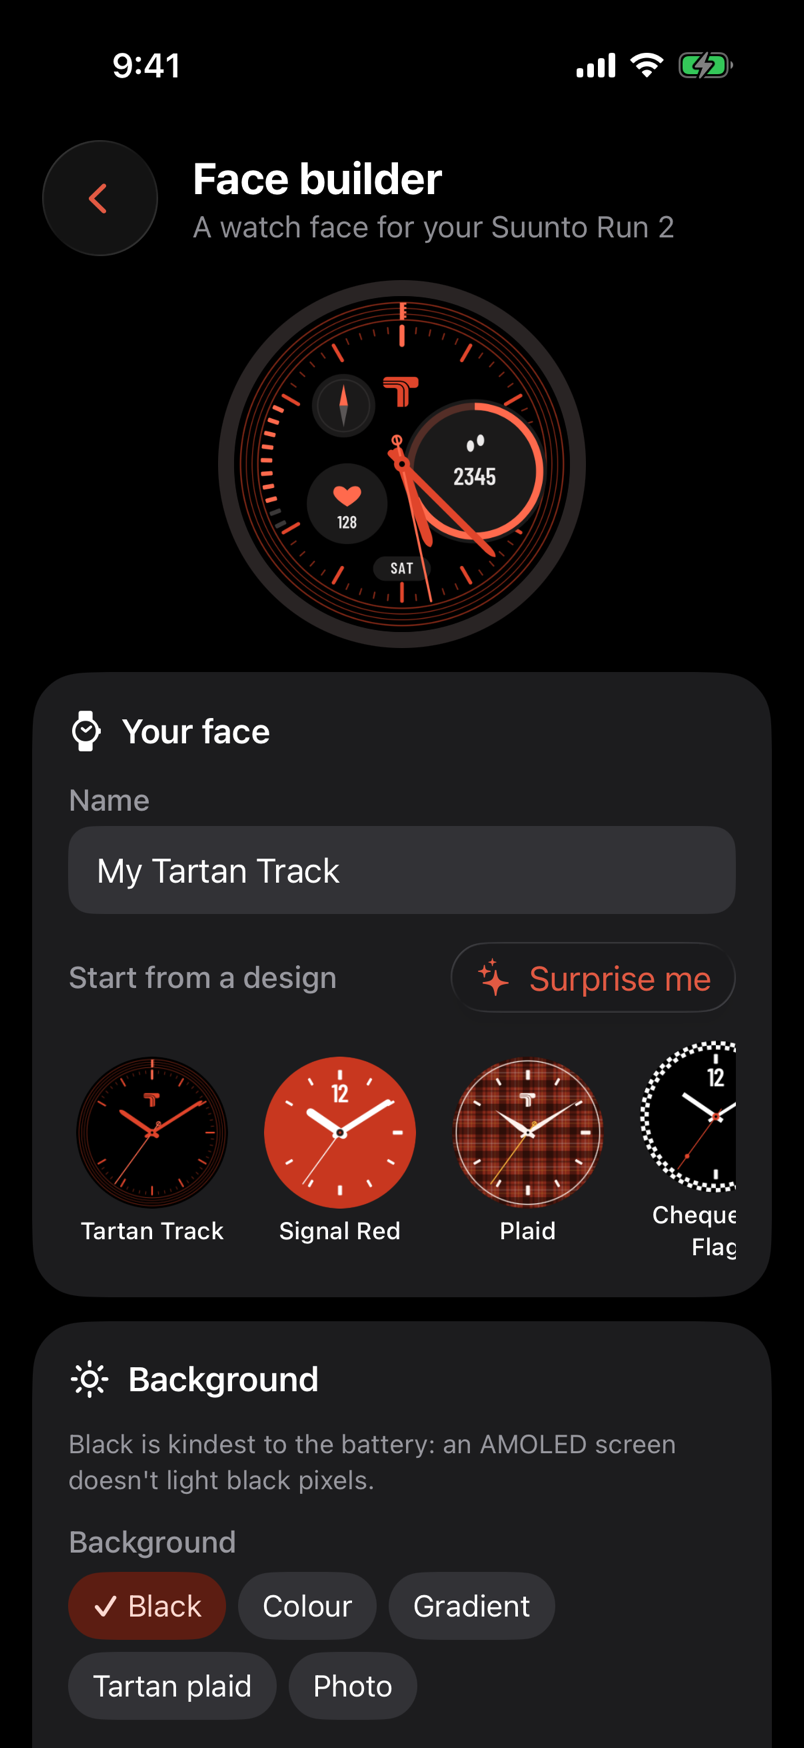 9:41
Face builder
A watch face for your Suunto Run 2
2345
128
SAT
Your face
Name
My Tartan Track
Start from a design
Surprise me
12
12
Tartan Track
Signal Red
Plaid
Cheque
Flag
Background
Black is kindest to the battery: an AMOLED screen
doesn't light black pixels.
Background
Black
Colour
Gradient
Tartan plaid
Photo